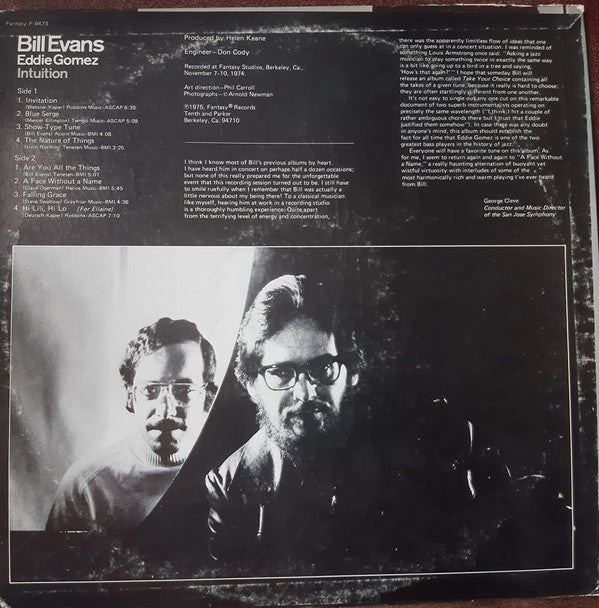 Fantasy F-9475
Bill Evans
Eddie Gomez
Intuition
Side 1
1. Invitation
(Webster-Kaper) Robbins Music-ASCAP 6:39
2. Blue Serge
(Mercer Ellington) Tempo Music-ASCAP 5:09
3. Show-Type Tune
(Bill Evans) Acorn Music-BMI 4:08
4. The Nature of Things
(Irvin Rochlin) Tenaten Music-BMI 3:25
Side 2
1. Are You All the Things
(Bill Evans) Tenaten-BMI 5:07
2. A Face Without a Name
(Claus Ogerman) Helios Music-BMI 5:45
3. Falling Grace
(Steve Swallow) Grayfriar Music-BMI 4:36
4. Hi Lili, Hi Lo (For Ellaine)
(Deutsch-Kaper) Robbins-ASCAP 7:10
Produced by Helen Keane
Engineer—Don Cody
Recorded at Fantasy Studios, Berkeley, Ca.,
November 7-10, 1974.
Art direction—Phil Carroll
Photographs—© Arnold Newman
℗1975, Fantasy® Records
Tenth and Parker
Berkeley, Ca. 94710
I think I know most of Bill's previous albums by heart.
I have heard him in concert on perhaps half a dozen occasions;
but none of this really prepared me for the unforgettable
event that this recording session turned out to be. I still have
to smile ruefully when I remember that Bill was actually a
little nervous about my being there! To a classical musician
like myself, hearing him at work in a recording studio
is a thoroughly humbling experience. Quite apart
from the terrifying level of energy and concentration,
there was the apparently limitless flow of ideas that one
can only guess at in a concert situation. I was reminded of
something Louis Armstrong once said: "Asking a jazz
musician to play something twice in exactly the same way
is a bit like going up to a bird in a tree and saying,
'How's that again?'" I hope that someday Bill will
release an album called Take Your Choice containing all
the takes of a given tune, because it really is hard to choose;
they are often startlingly different from one another.
It's not easy to single out any one cut on this remarkable
document of two superb instrumentalists operating on
precisely the same wavelength ("I think I hit a couple of
rather ambiguous chords there but I trust that Eddie
justified them somehow"). In case there was any doubt
in anyone's mind, this album should establish the
fact for all time that Eddie Gomez is one of the two
greatest bass players in the history of jazz.
Everyone will have a favorite tune on this album. As
for me, I seem to return again and again to "A Face Without
a Name," a really haunting alternation of buoyant yet
wistful virtuosity with interludes of some of the
most harmonically rich and warm playing I've ever heard
from Bill.
George Cleve
Conductor and Music Director
of the San Jose Symphony